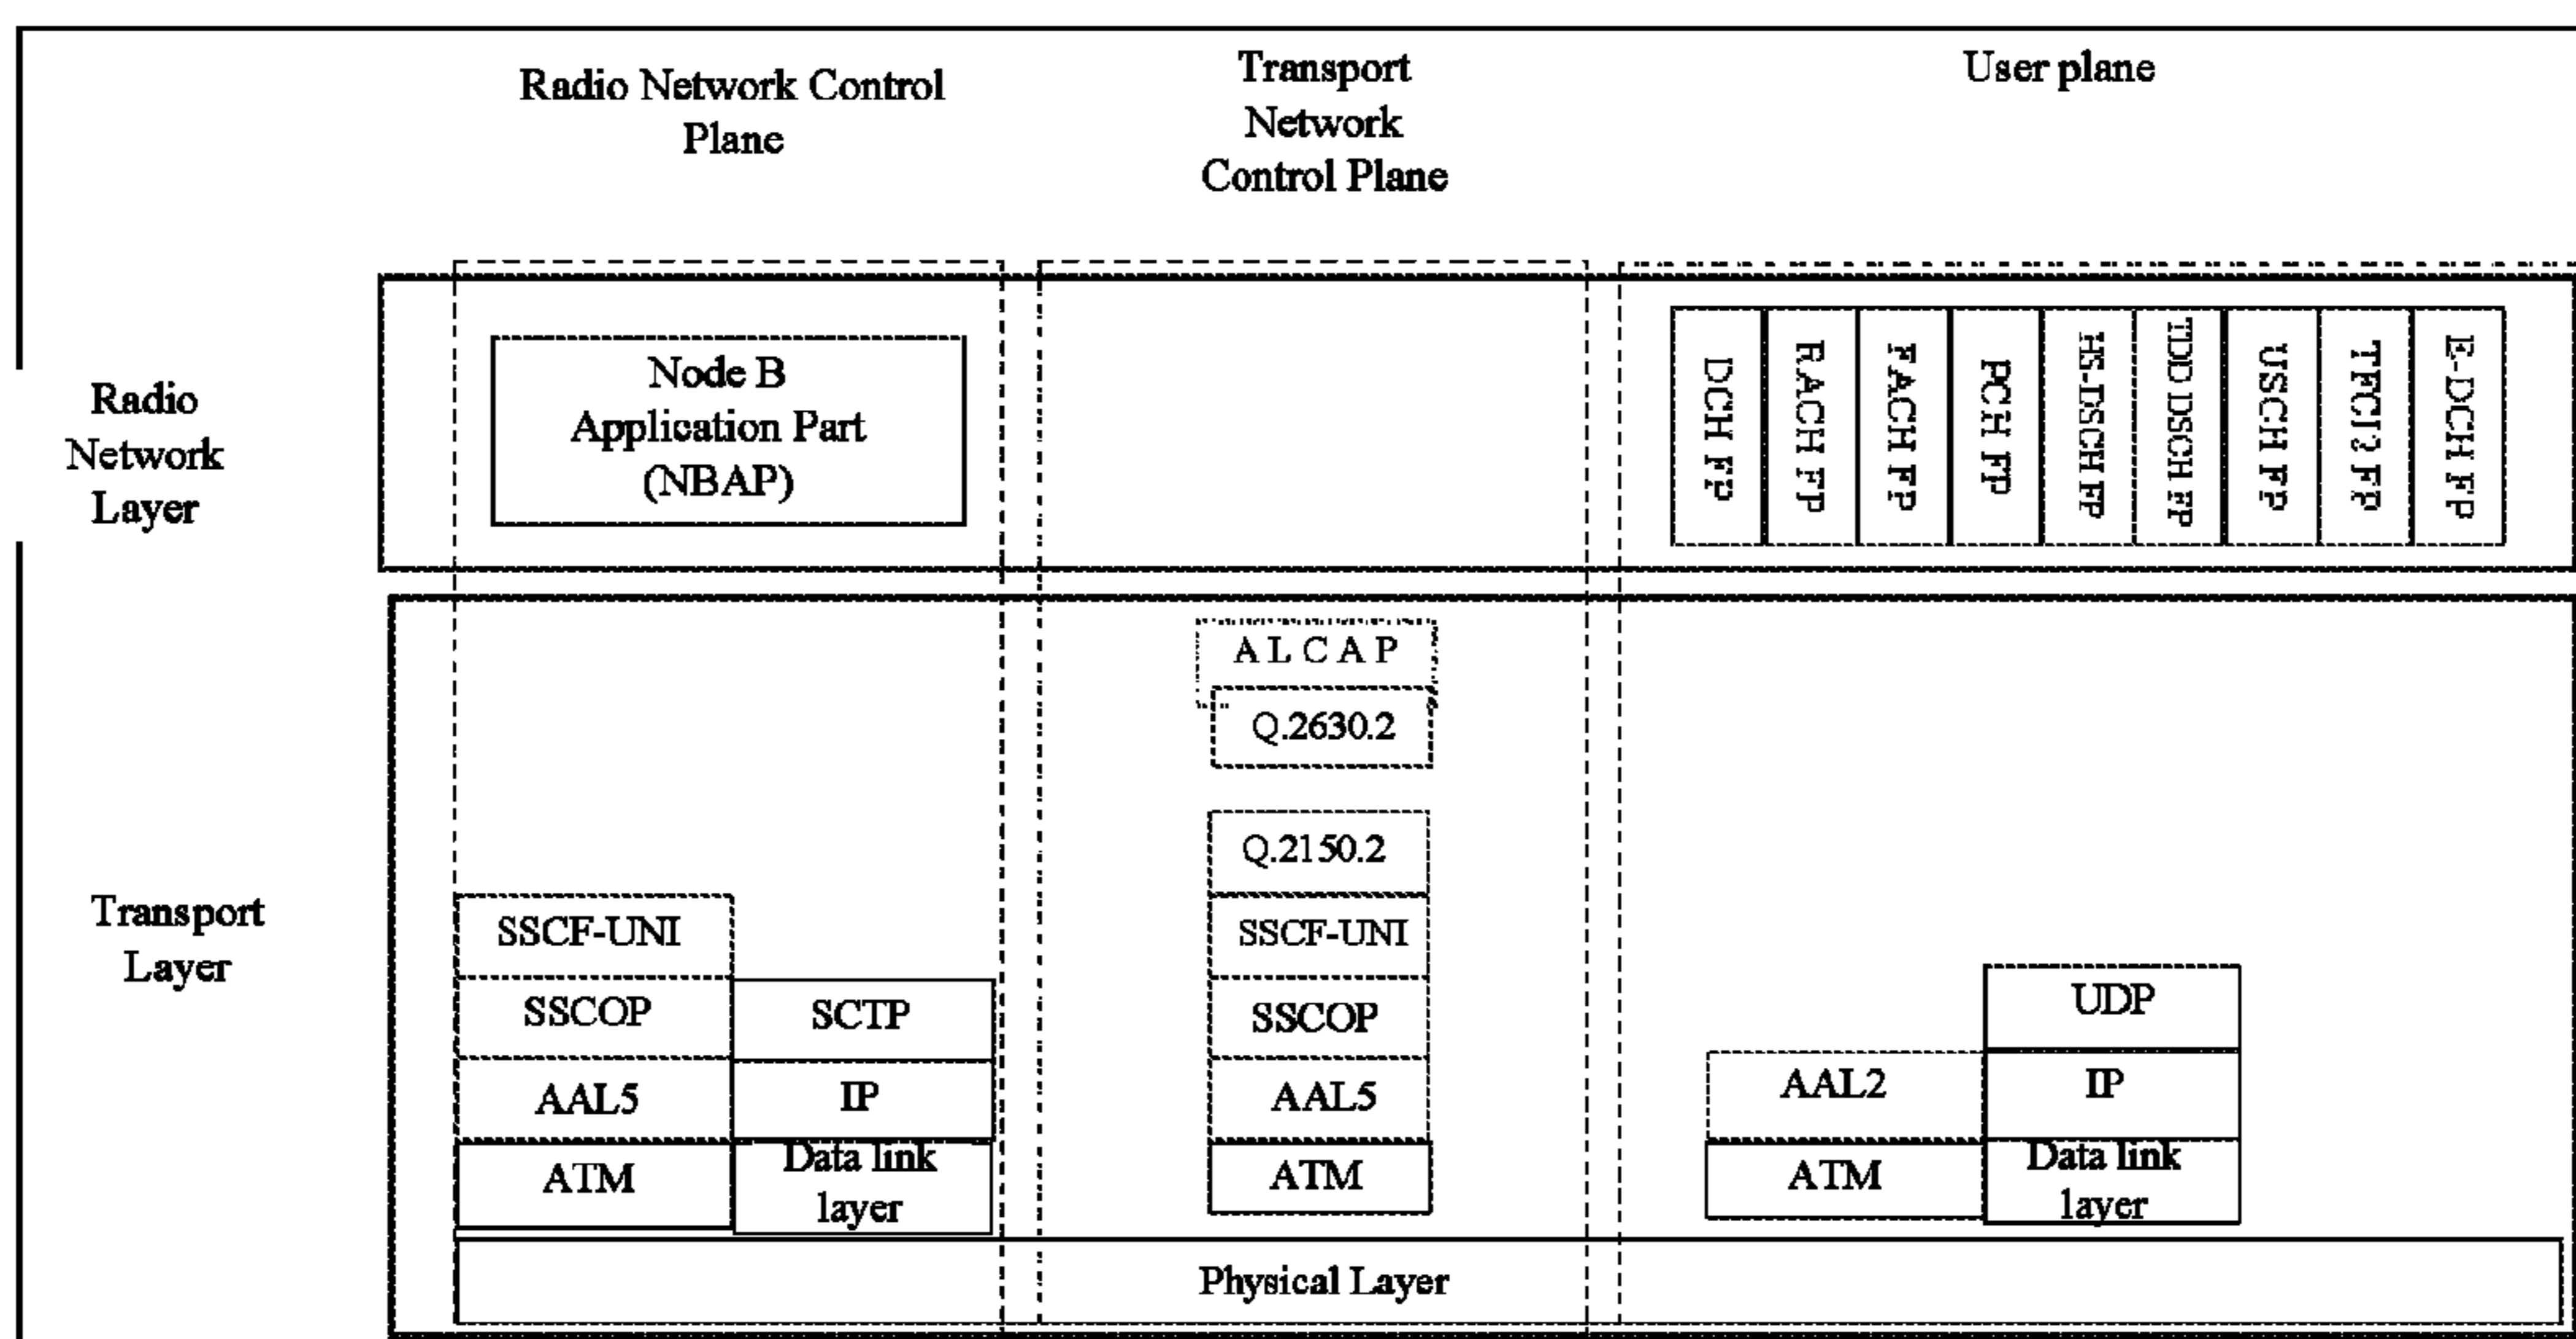 Radio Network Control
Plane
Transport
Network
Control Plane
User plane
Radio
Network
Layer
Node B
Application Part
(NBAP)
DCH FP
RACH FP
FACH FP
PCH FP
HS-DSCH FP
TDD DSCH FP
USCH FP
TFCI2 FP
E-DCH FP
Transport
Layer
A L C A P
Q.2630.2
Q.2150.2
SSCF-UNI
SSCOP
AAL5
ATM
SCTP
IP
Data link
layer
SSCF-UNI
SSCOP
AAL5
ATM
AAL2
ATM
UDP
IP
Data link
layer
Physical Layer